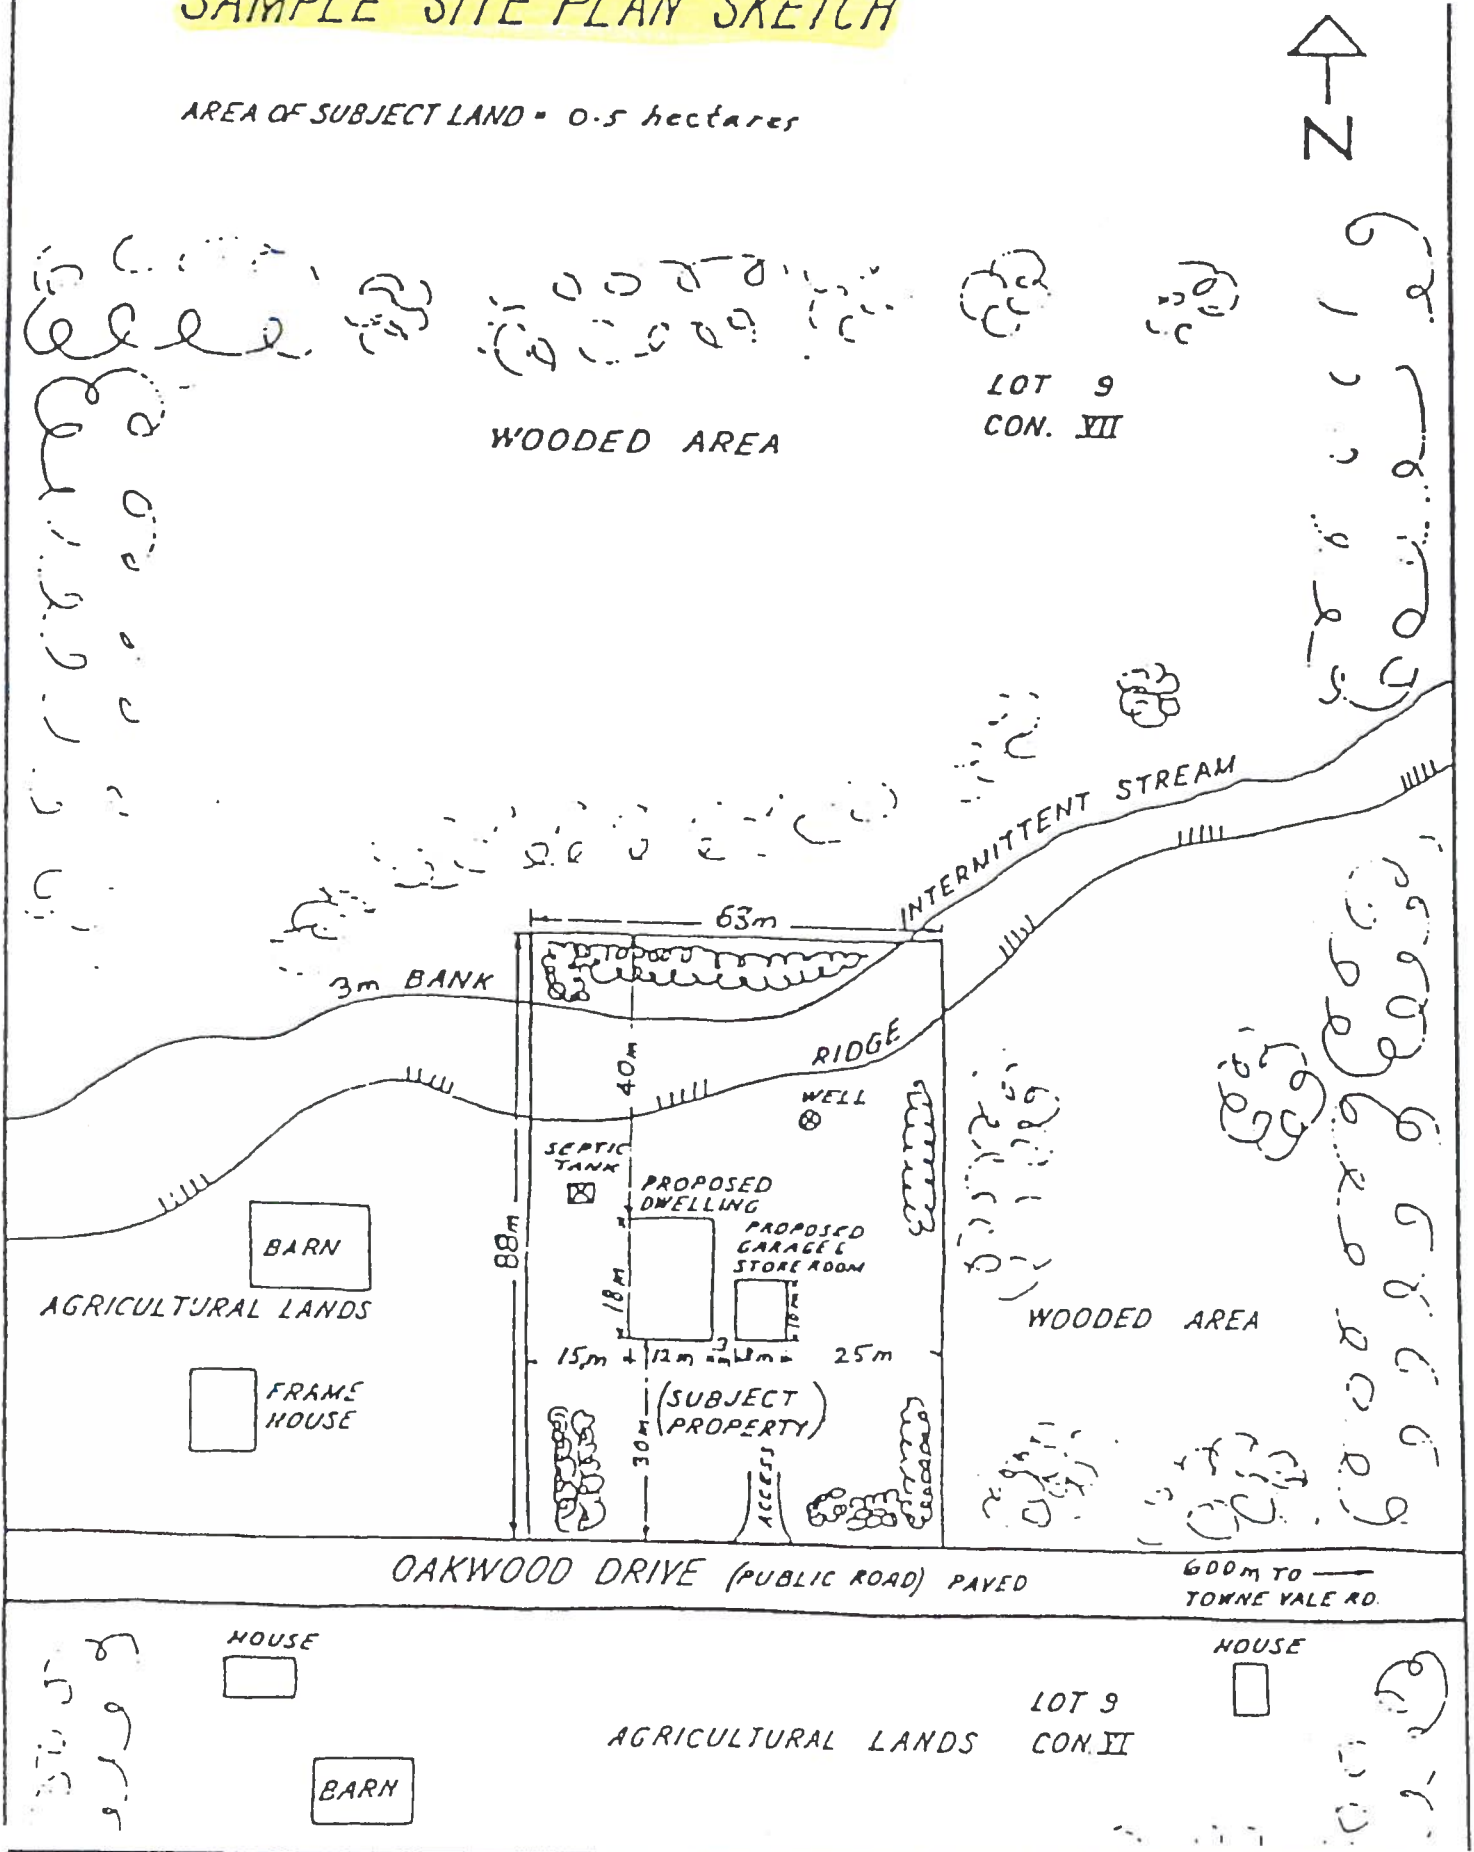 SAMPLE SITE PLAN SKETCH
AREA OF SUBJECT LAND = 0.5 hectares
N
LOT 9
CON. VII
WOODED AREA
INTERMITTENT STREAM
63m
3m BANK
RIDGE
40m
WELL
SEPTIC
TANK
PROPOSED
DWELLING
PROPOSED
GARAGE &
STORE ROOM
88m
BARN
18m
10m
AGRICULTURAL LANDS
WOODED AREA
15m
12m
3
m
8m
25m
FRAME
HOUSE
(SUBJECT
PROPERTY)
30m
ACCESS
OAKWOOD DRIVE (PUBLIC ROAD) PAVED
600m TO
TOWNE VALE RD.
HOUSE
HOUSE
LOT 9
CON. VI
AGRICULTURAL LANDS
BARN